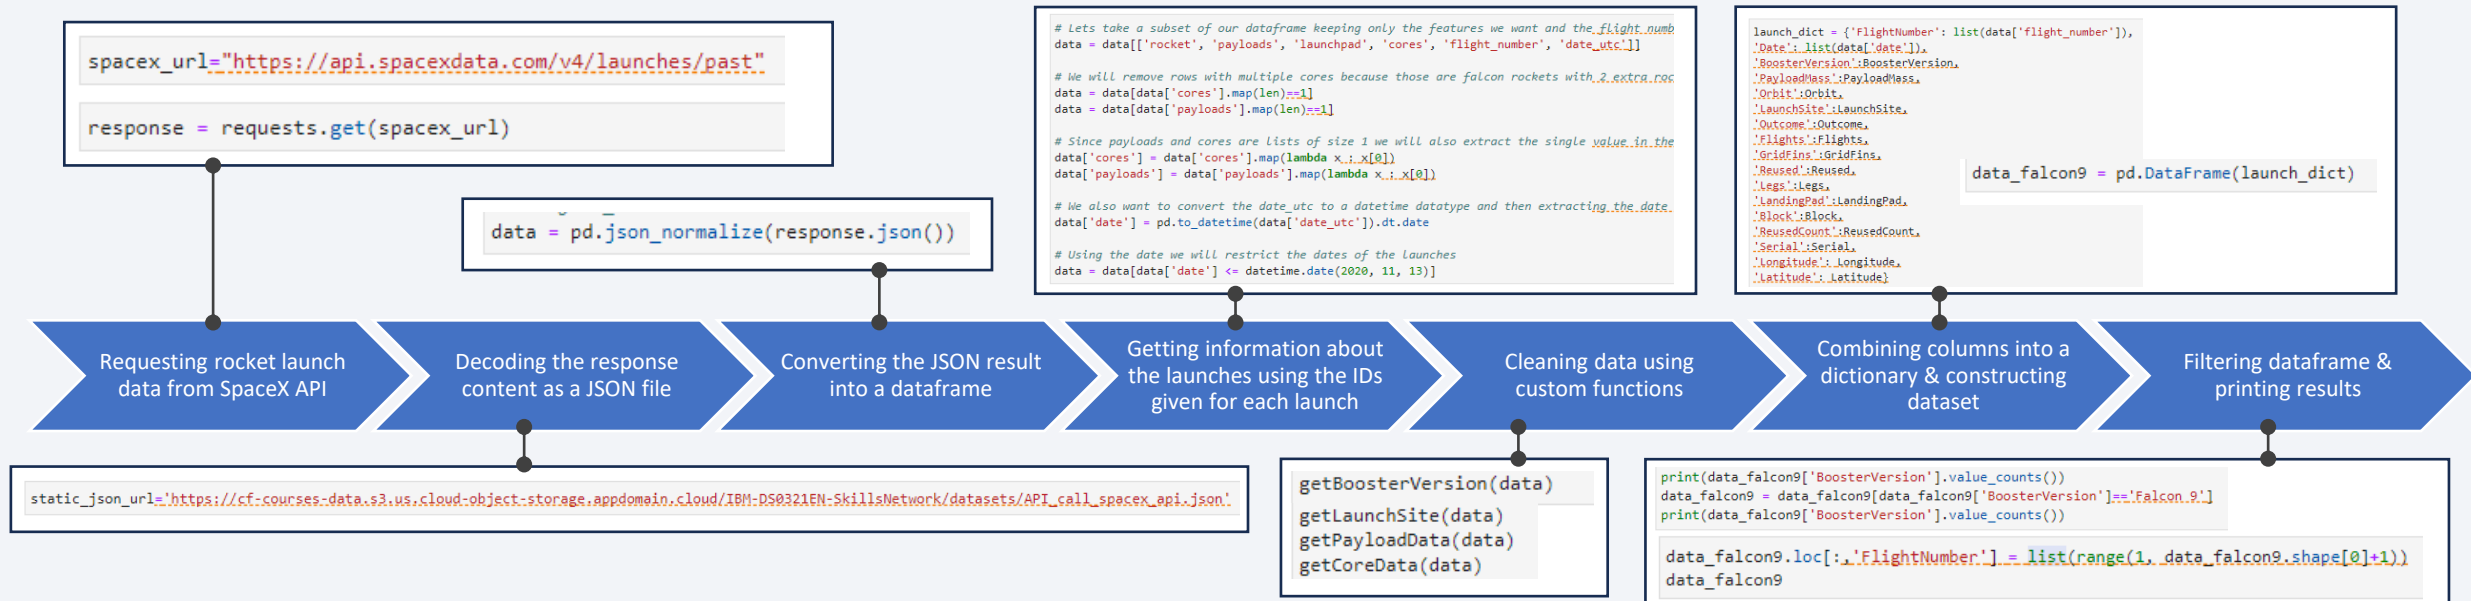 spacex_url="https://api.spacexdata.com/v4/launches/past"
response = requests.get(spacex_url)
data = pd.json_normalize(response.json())
# Lets take a subset of our dataframe keeping only the features we want and the flight numb
data = data[['rocket', 'payloads', 'launchpad', 'cores', 'flight_number', 'date_utc']]
# We will remove rows with multiple cores because those are falcon rockets with 2 extra roc
data = data[data['cores'].map(len)==1]
data = data[data['payloads'].map(len)==1]
# Since payloads and cores are lists of size 1 we will also extract the single value in the
data['cores'] = data['cores'].map(lambda x : x[0])
data['payloads'] = data['payloads'].map(lambda x : x[0])
# We also want to convert the date_utc to a datetime datatype and then extracting the date
data['date'] = pd.to_datetime(data['date_utc']).dt.date
# Using the date we will restrict the dates of the launches
data = data[data['date'] <= datetime.date(2020, 11, 13)]
launch_dict = {'FlightNumber': list(data['flight_number']),
'Date': list(data['date']),
'BoosterVersion':BoosterVersion,
'PayloadMass':PayloadMass,
'Orbit':Orbit,
'LaunchSite':LaunchSite,
'Outcome':Outcome,
'Flights':Flights,
'GridFins':GridFins,
'Reused':Reused,
'Legs':Legs,
'LandingPad':LandingPad,
'Block':Block,
'ReusedCount':ReusedCount,
'Serial':Serial,
'Longitude': Longitude,
'Latitude': Latitude}
data_falcon9 = pd.DataFrame(launch_dict)
Requesting rocket launch
data from SpaceX API
Decoding the response
content as a JSON file
Converting the JSON result
into a dataframe
Getting information about
the launches using the IDs
given for each launch
Cleaning data using
custom functions
Combining columns into a
dictionary & constructing
dataset
Filtering dataframe &
printing results
static_json_url='https://cf-courses-data.s3.us.cloud-object-storage.appdomain.cloud/IBM-DS0321EN-SkillsNetwork/datasets/API_call_spacex_api.json'
getBoosterVersion(data)
getLaunchSite(data)
getPayloadData(data)
getCoreData(data)
print(data_falcon9['BoosterVersion'].value_counts())
data_falcon9 = data_falcon9[data_falcon9['BoosterVersion']=='Falcon 9']
print(data_falcon9['BoosterVersion'].value_counts())
data_falcon9.loc[:,'FlightNumber'] = list(range(1, data_falcon9.shape[0]+1))
data_falcon9